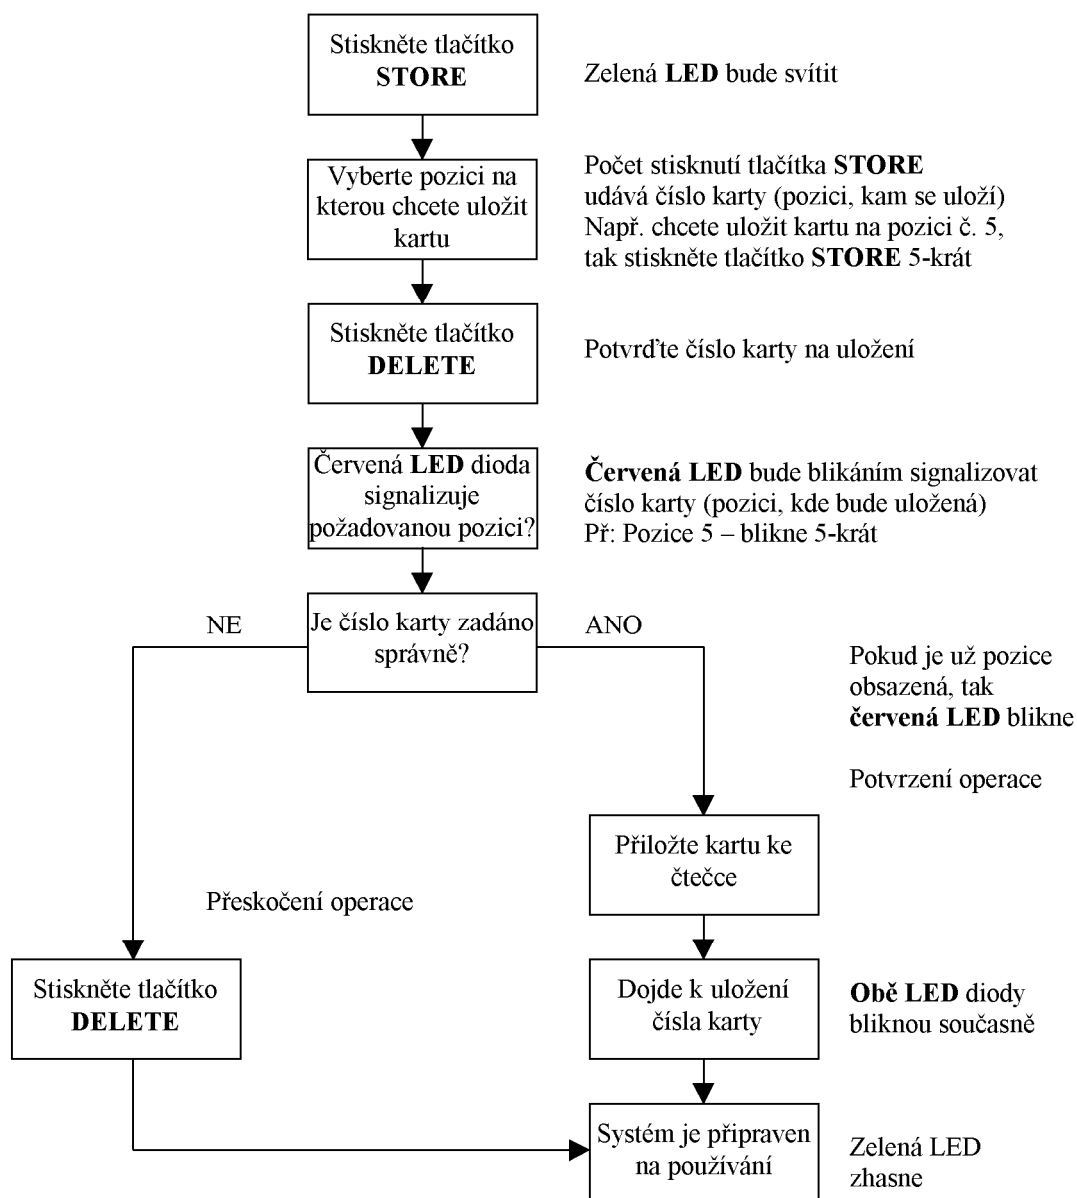 Stiskněte tlačítko
STORE
Zelená LED bude svítit
Vyberte pozici na
kterou chcete uložit
kartu
Počet stisknutí tlačítka STORE
udává číslo karty (pozici, kam se uloží)
Např. chcete uložit kartu na pozici č. 5,
tak stiskněte tlačítko STORE 5-krát
Stiskněte tlačítko
DELETE
Potvrďte číslo karty na uložení
Červená LED dioda
signalizuje
požadovanou pozici?
Červená LED bude blikáním signalizovat
číslo karty (pozici, kde bude uložená)
Př: Pozice 5 – blikne 5-krát
NE
Je číslo karty zadáno
správně?
ANO
Pokud je už pozice
obsazená, tak
červená LED blikne
Potvrzení operace
Přiložte kartu ke
čtečce
Přeskočení operace
Stiskněte tlačítko
DELETE
Dojde k uložení
čísla karty
Obě LED diody
bliknou současně
Systém je připraven
na používání
Zelená LED
zhasne